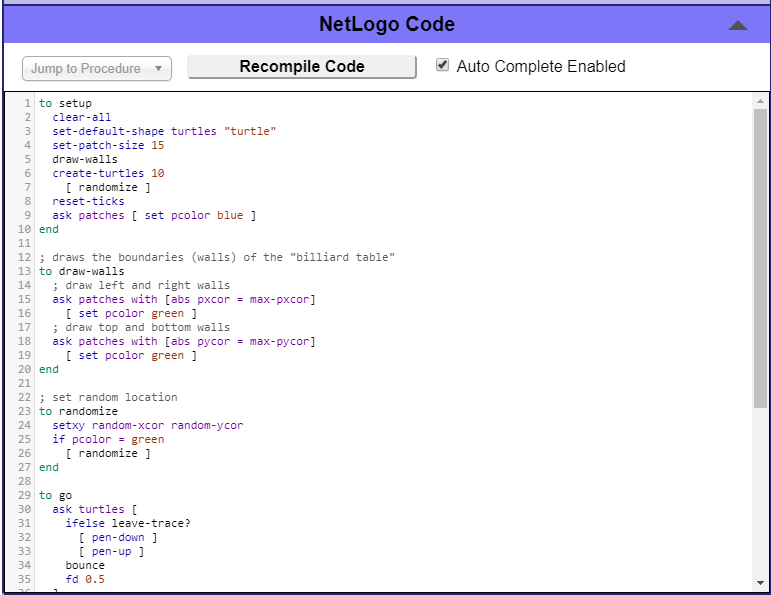 NetLogo Code
Jump to Procedure Recompile Code Auto Complete Enabled
1 to setup
2   clear-all
3   set-default-shape turtles "turtle"
4   set-patch-size 15
5   draw-walls
6   create-turtles 10
7     [ randomize ]
8   reset-ticks
9   ask patches [ set pcolor blue ]
10 end
11
12 ; draws the boundaries (walls) of the "billiard table"
13 to draw-walls
14   ; draw left and right walls
15   ask patches with [abs pxcor = max-pxcor]
16     [ set pcolor green ]
17   ; draw top and bottom walls
18   ask patches with [abs pycor = max-pycor]
19     [ set pcolor green ]
20 end
21
22 ; set random location
23 to randomize
24   setxy random-xcor random-ycor
25   if pcolor = green
26     [ randomize ]
27 end
28
29 to go
30   ask turtles [
31     ifelse leave-trace?
32       [ pen-down ]
33       [ pen-up ]
34     bounce
35     fd 0.5